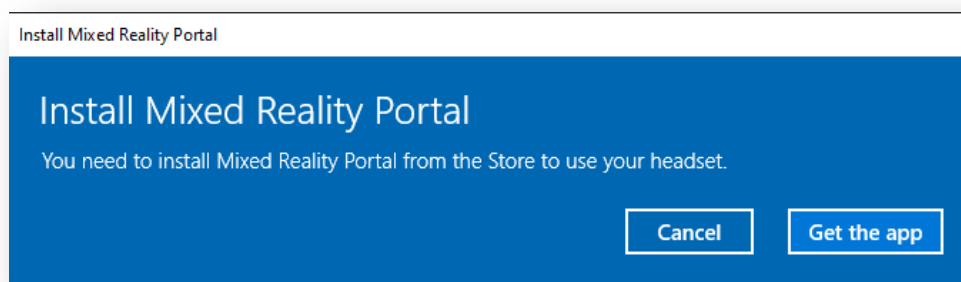 Install Mixed Reality Portal
Install Mixed Reality Portal
You need to install Mixed Reality Portal from the Store to use your headset.
Cancel Get the app